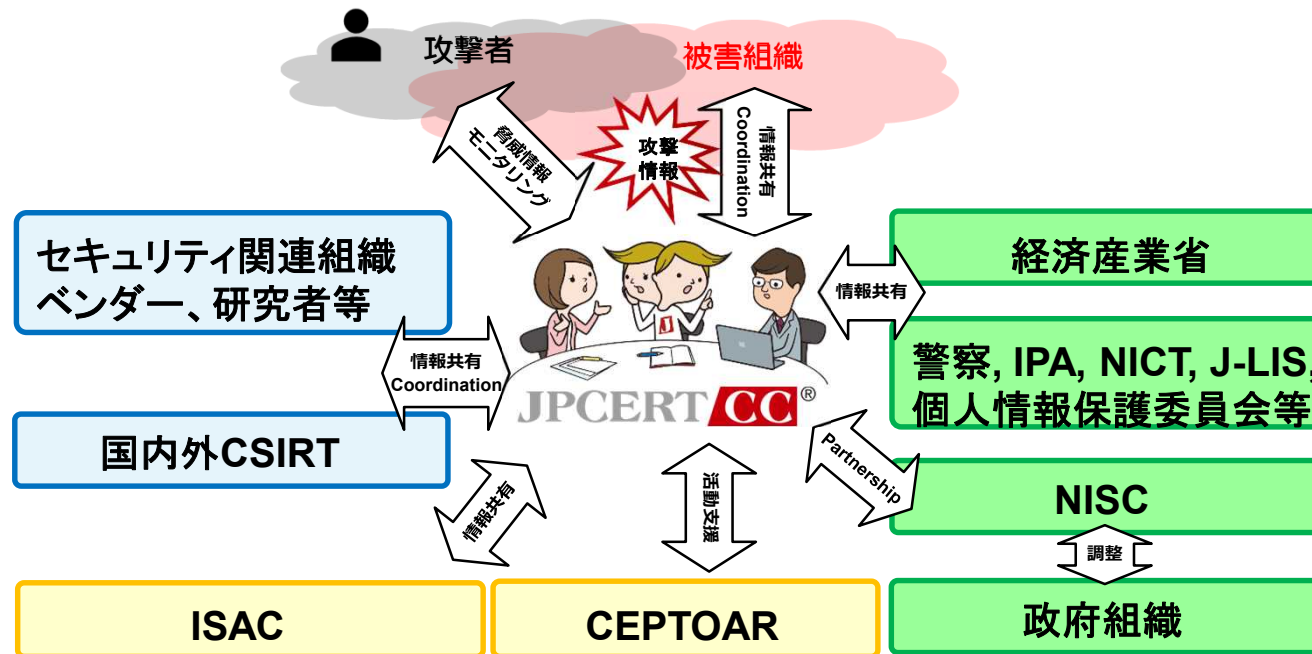 攻撃者
被害組織
脅威情報
モニタリング
攻撃
情報
情報共有
Coordination
セキュリティ関連組織
ベンダー、研究者等
経済産業省
情報共有
J
情報共有
Coordination
警察, IPA, NICT, J-LIS,
個人情報保護委員会等
JPCERT CC®
国内外CSIRT
Partnership
情報共有
活動支援
NISC
調整
ISAC
CEPTOAR
政府組織